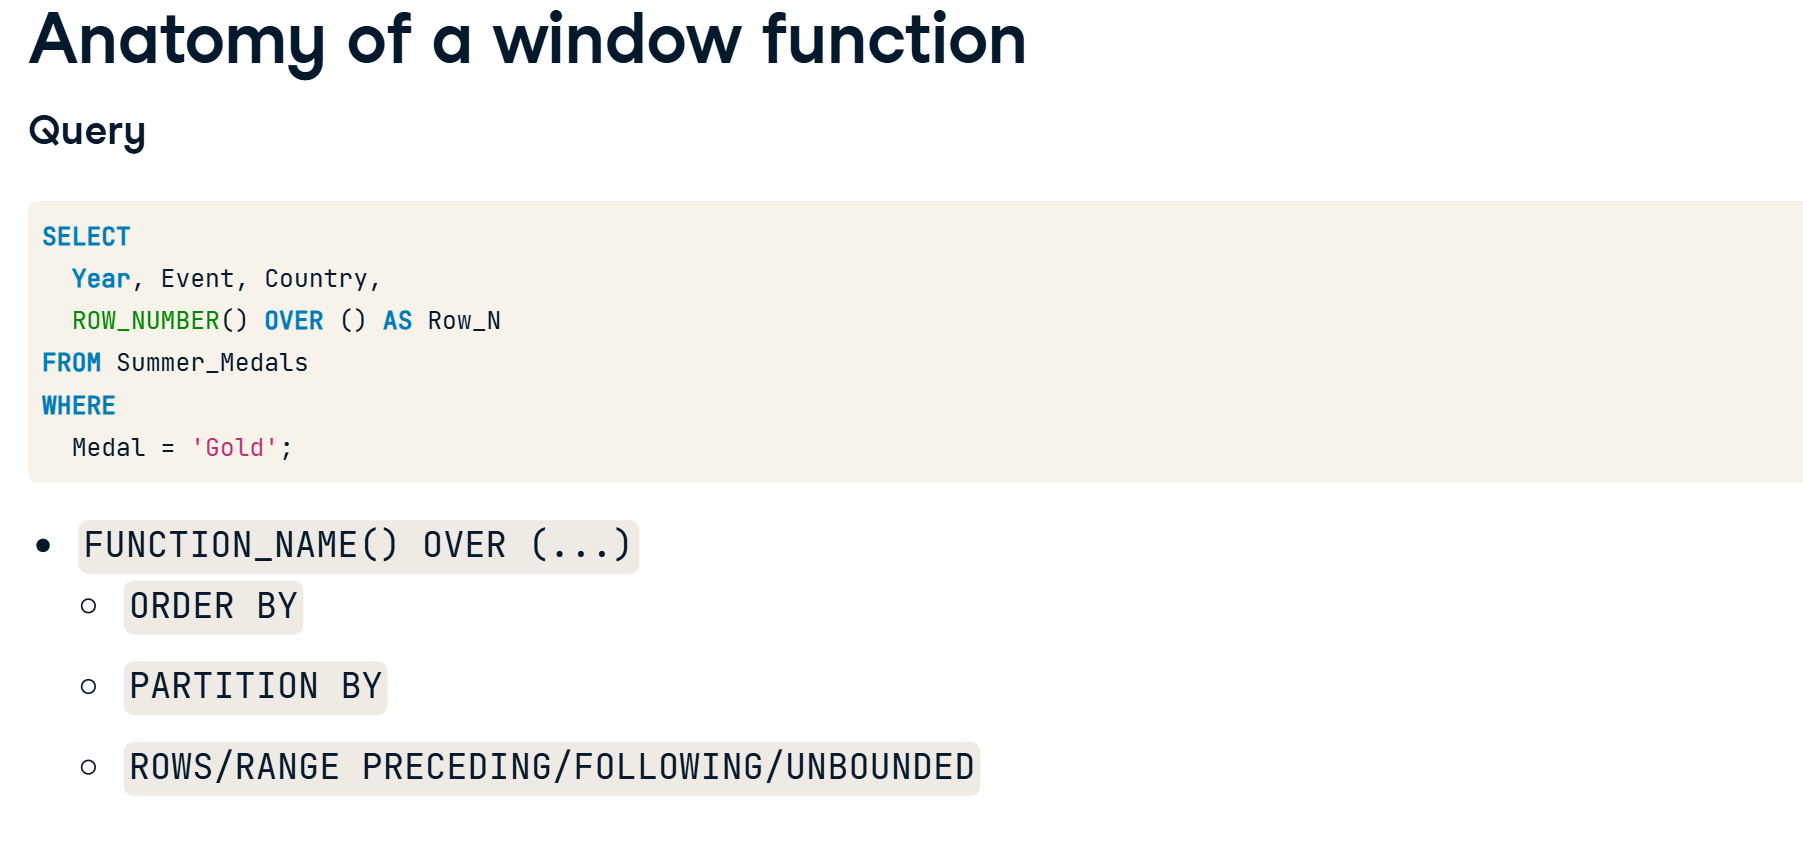 Anatomy of a window function
Query
SELECT
Year, Event, Country,
ROW_NUMBER() OVER () AS Row_N
FROM Summer_Medals
WHERE
Medal = 'Gold';
FUNCTION_NAME() OVER (...)
ORDER BY
PARTITION BY
ROWS/RANGE PRECEDING/FOLLOWING/UNBOUNDED